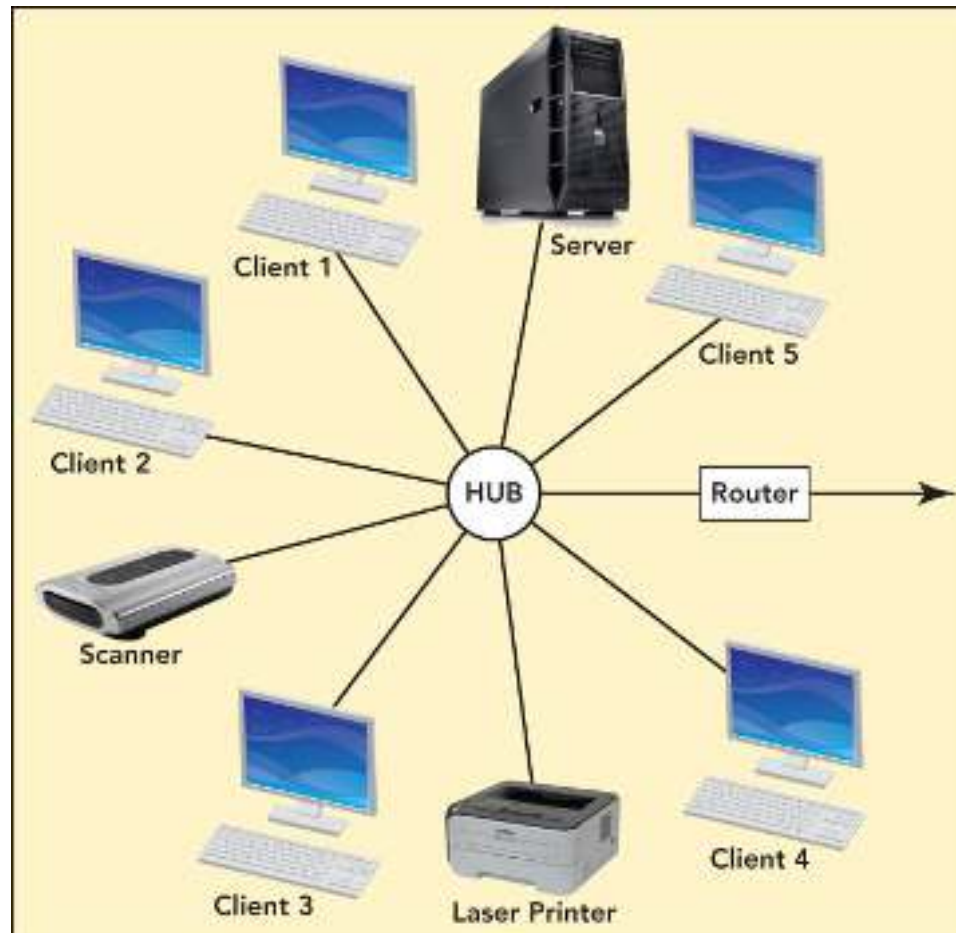 Server
Client 1
Client 5
Client 2
HUB
Router
Scanner
Client 4
Client 3
Laser Printer